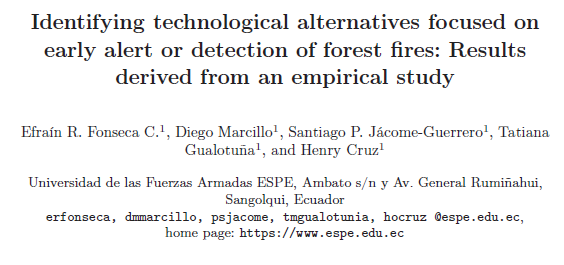 Identifying technological alternatives focused on
early alert or detection of forest fires: Results
derived from an empirical study
Efraín R. Fonseca C.1, Diego Marcillo1, Santiago P. Jácome-Guerrero1, Tatiana
Gualotuña1, and Henry Cruz1
Universidad de las Fuerzas Armadas ESPE, Ambato s/n y Av. General Rumiñahui,
Sangolqui, Ecuador
erfonseca, dmmarcillo, psjacome, tmgualotunia, hocruz @espe.edu.ec,
home page: https://www.espe.edu.ec